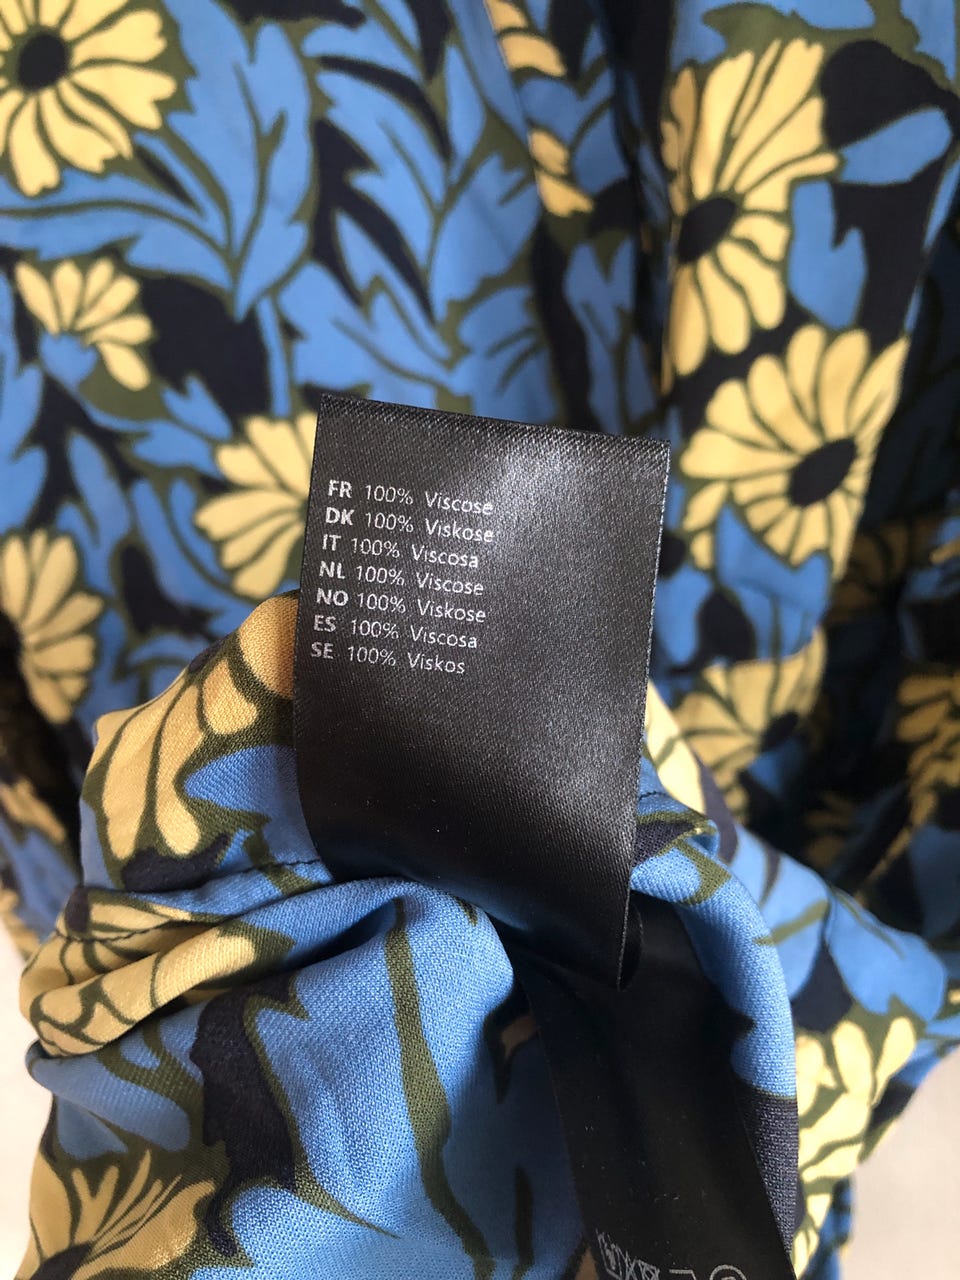 FR 100% Viscose
DK 100% Viskose
IT 100% Viscosa
NL 100% Viscose
NO 100% Viskose
ES 100% Viscosa
SE 100% Viskos